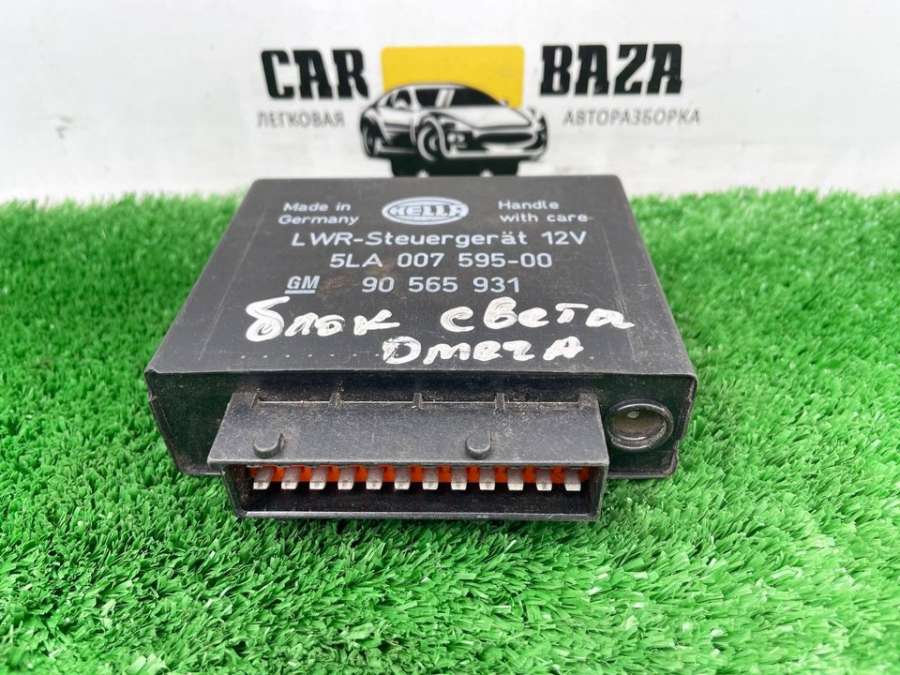 CAR BAZA
ЛЕГКОВАЯ АВТОРАЗБОРКА
Made in Germany
HELLA
Handle with care
LWR-Steuergerät 12V
5LA 007 595-00
GM 90 565 931
блок света
омега